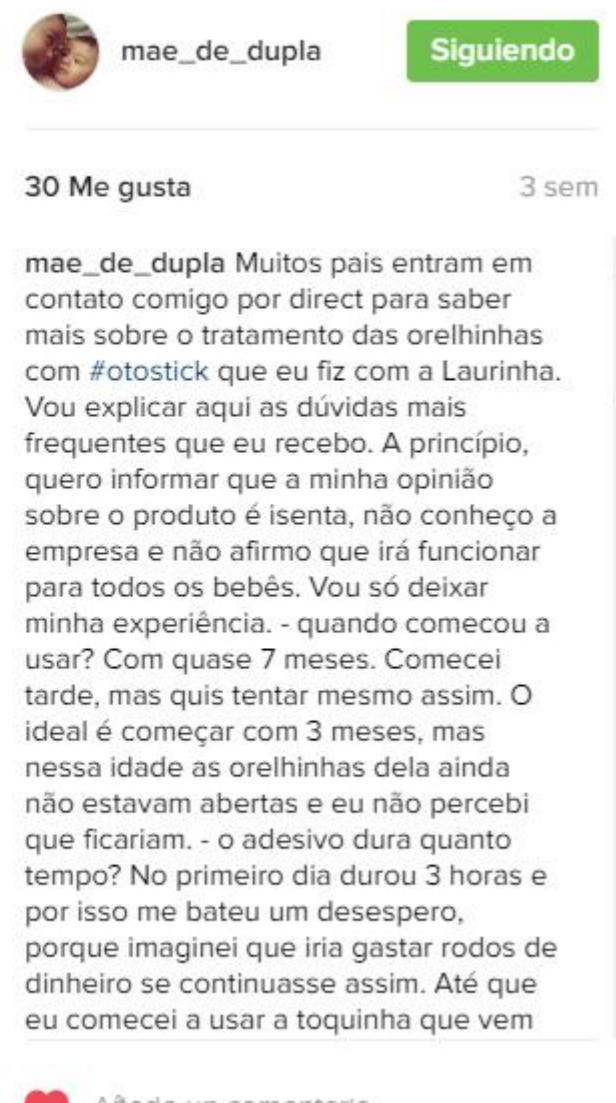 mae_de_dupla
Siguiendo
30 Me gusta
3 sem
mae_de_dupla Muitos pais entram em
contato comigo por direct para saber
mais sobre o tratamento das orelhinhas
com #otostick que eu fiz com a Laurinha.
Vou explicar aqui as dúvidas mais
frequentes que eu recebo. A princípio,
quero informar que a minha opinião
sobre o produto é isenta, não conheço a
empresa e não afirmo que irá funcionar
para todos os bebês. Vou só deixar
minha experiência. - quando comecou a
usar? Com quase 7 meses. Comecei
tarde, mas quis tentar mesmo assim. O
ideal é começar com 3 meses, mas
nessa idade as orelhinhas dela ainda
não estavam abertas e eu não percebi
que ficariam. - o adesivo dura quanto
tempo? No primeiro dia durou 3 horas e
por isso me bateu um desespero,
porque imaginei que iria gastar rodos de
dinheiro se continuasse assim. Até que
eu comecei a usar a toquinha que vem
Añade un comentario